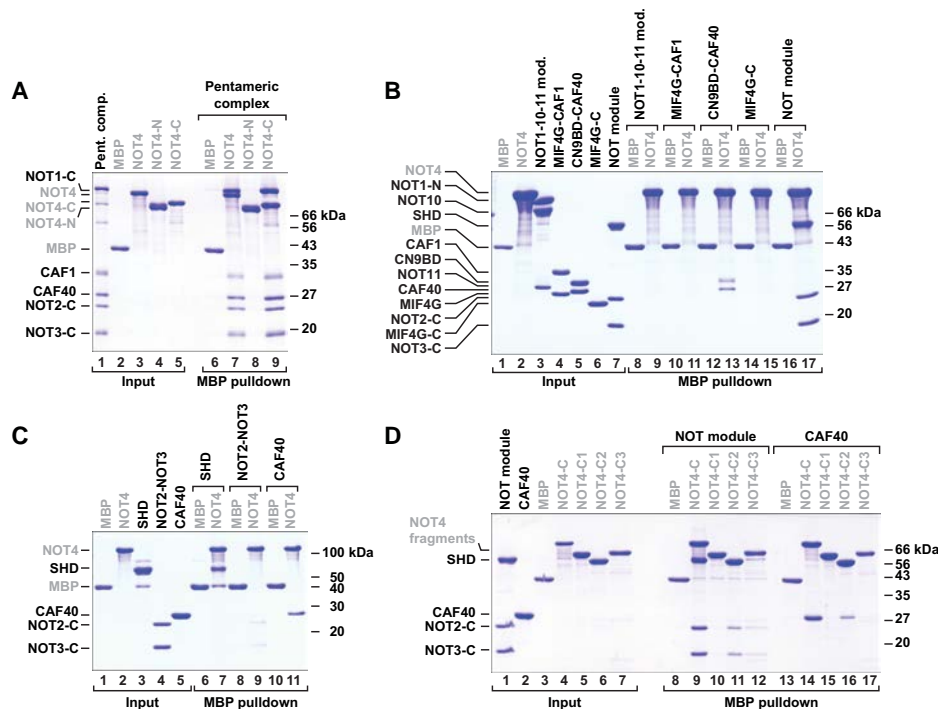 A
Pentameric
complex
Pent. comp.
MBP
NOT4
NOT4-N
NOT4-C
MBP
NOT4
NOT4-N
NOT4-C
NOT1-C
NOT4
NOT4-C
NOT4-N
MBP
CAF1
CAF40
NOT2-C
NOT3-C
66 kDa
56
43
35
27
20
1 2 3 4 5 6 7 8 9
Input
MBP pulldown
B
MBP
NOT4
NOT1-10-11 mod.
MIF4G-CAF1
CN9BD-CAF40
MIF4G-C
NOT module
NOT1-10-11 mod.
MIF4G-CAF1
CN9BD-CAF40
MIF4G-C
NOT module
MBP
NOT4
MBP
NOT4
MBP
NOT4
MBP
NOT4
MBP
NOT4
NOT4
NOT1-N
NOT10
SHD
MBP
CAF1
CN9BD
NOT11
CAF40
MIF4G
NOT2-C
MIF4G-C
NOT3-C
66 kDa
56
43
35
27
20
1 2 3 4 5 6 7 8 9 10 11 12 13 14 15 16 17
Input
MBP pulldown
C
MBP
NOT4
SHD
NOT2-NOT3
CAF40
SHD
NOT2-NOT3
CAF40
MBP
NOT4
MBP
NOT4
MBP
NOT4
NOT4
SHD
MBP
CAF40
NOT2-C
NOT3-C
100 kDa
50
40
30
20
1 2 3 4 5 6 7 8 9 10 11
Input
MBP pulldown
D
NOT module
CAF40
NOT module
CAF40
MBP
NOT4-C
NOT4-C1
NOT4-C2
NOT4-C3
MBP
NOT4-C
NOT4-C1
NOT4-C2
NOT4-C3
MBP
NOT4-C
NOT4-C1
NOT4-C2
NOT4-C3
NOT4
fragments
SHD
CAF40
NOT2-C
NOT3-C
66 kDa
56
43
35
27
20
1 2 3 4 5 6 7 8 9 10 11 12 13 14 15 16 17
Input
MBP pulldown